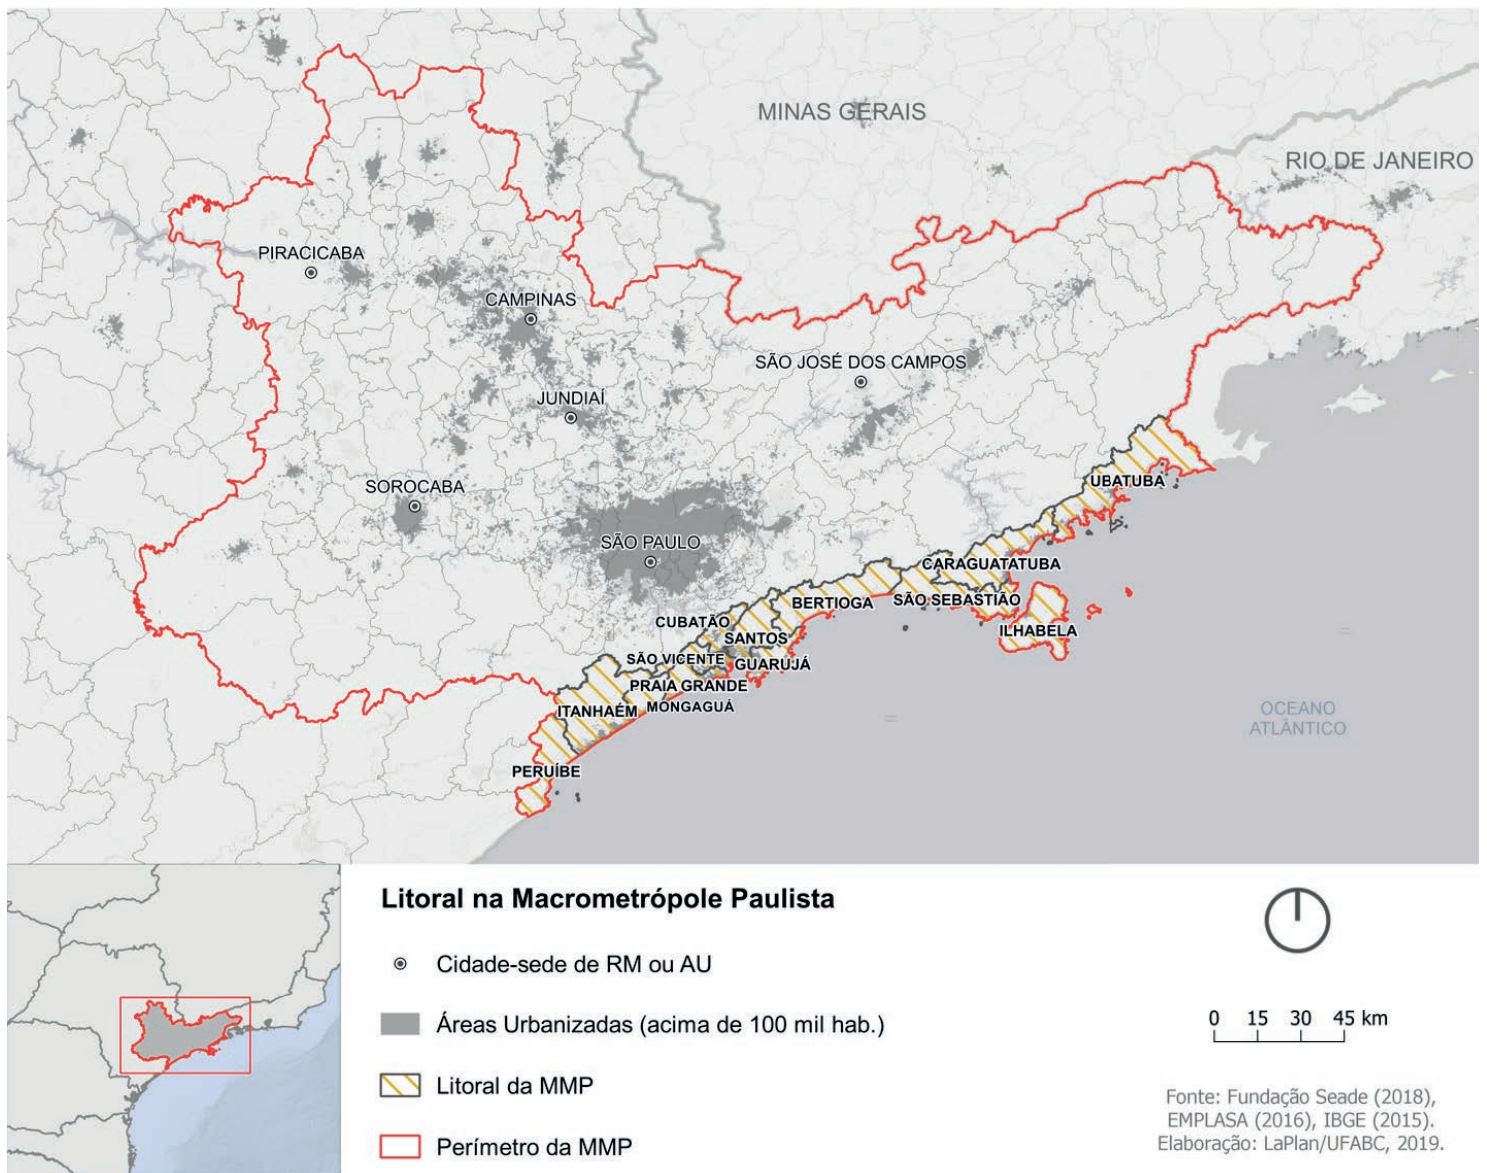 MINAS GERAIS
RIO DE JANEIRO
PIRACICABA
CAMPINAS
SÃO JOSÉ DOS CAMPOS
JUNDIAÍ
SOROCABA
UBATUBA
SÃO PAULO
CARAGUATATUBA
BERTIOGA
SÃO SEBASTIÃO
CUBATÃO
ILHABELA
SANTOS
SÃO VICENTE
GUARUJÁ
PRAIA GRANDE
ITANHAÉM
MONGAGUÁ
OCEANO
ATLÂNTICO
PERUÍBE
Litoral na Macrometrópole Paulista
Cidade-sede de RM ou AU
Áreas Urbanizadas (acima de 100 mil hab.)
Litoral da MMP
Perímetro da MMP
0 15 30 45 km
Fonte: Fundação Seade (2018),
EMPLASA (2016), IBGE (2015).
Elaboração: LaPlan/UFABC, 2019.